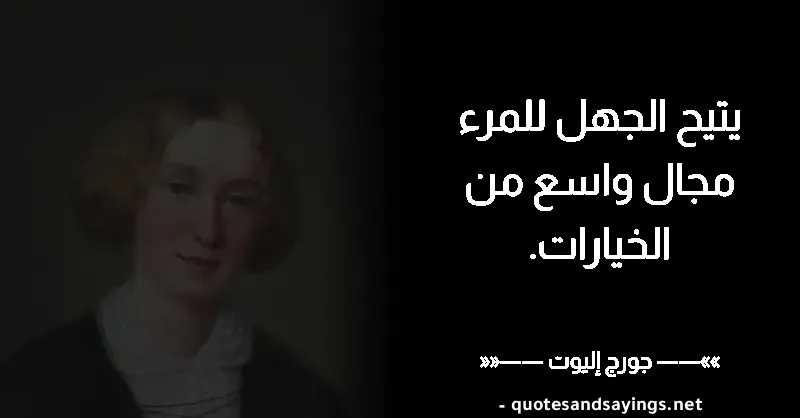 يتيح الجهل للمرء
مجال واسع من
الخيارات.
»»—— جورج إليوت ——««
- quotesandsayings.net